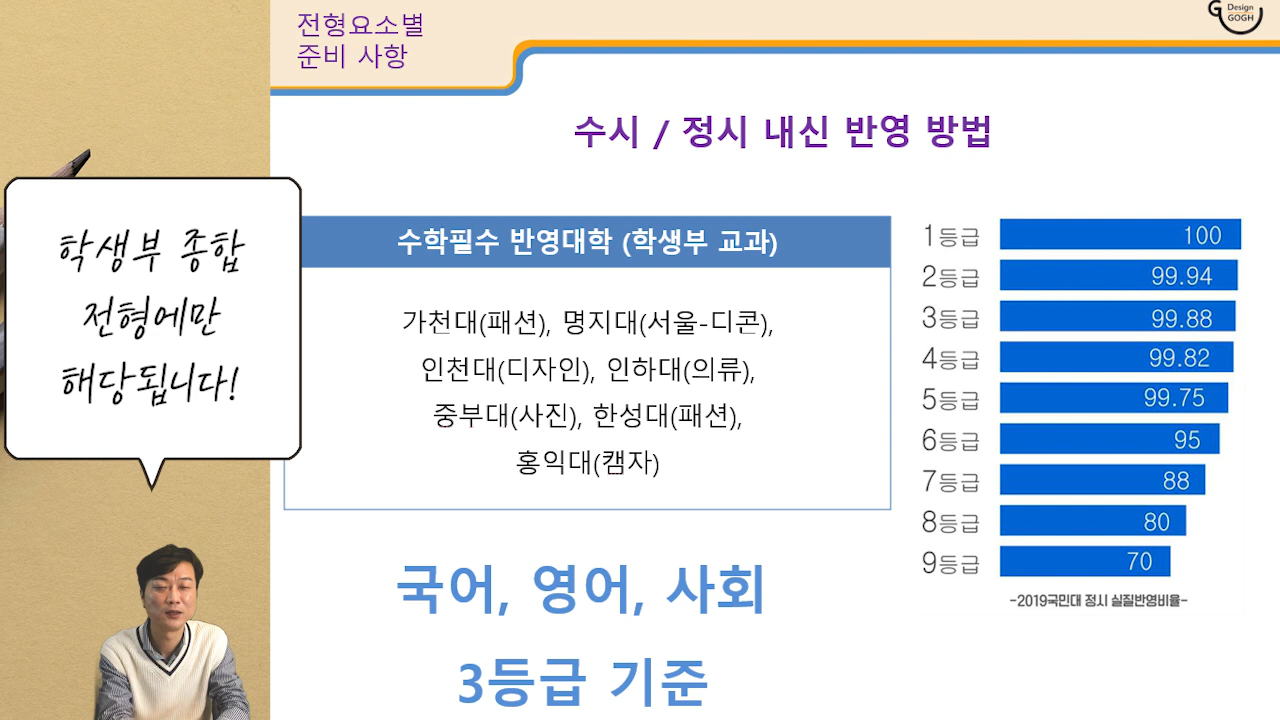 전형요소별
준비 사항
Design
GOGH
수시 / 정시 내신 반영 방법
학생부 종합
전형에만
해당됩니다!
수학필수 반영대학 (학생부 교과)
가천대(패션), 명지대(서울-디콘),
인천대(디자인), 인하대(의류),
중부대(사진), 한성대(패션),
홍익대(캠자)
1등급 100
2등급 99.94
3등급 99.88
4등급 99.82
5등급 99.75
6등급 95
7등급 88
8등급 80
9등급 70
-2019국민대 정시 실질반영비율-
국어, 영어, 사회
3등급 기준